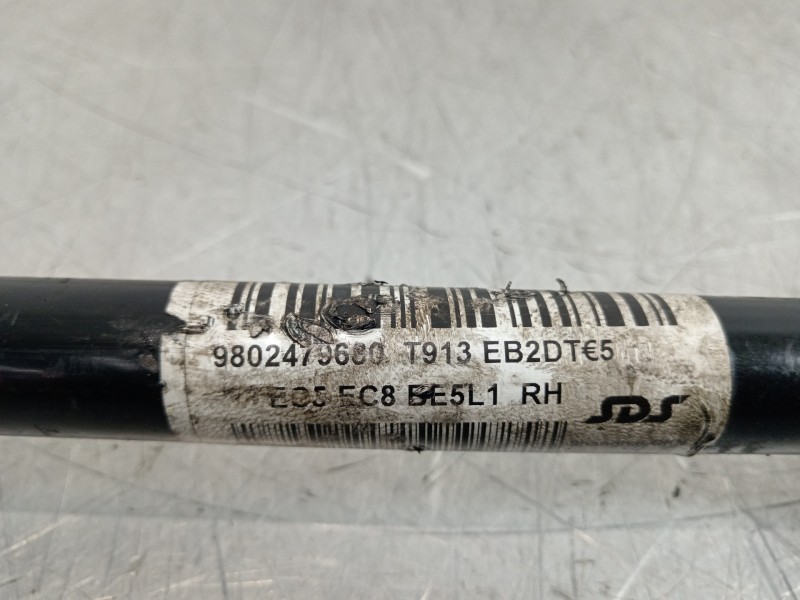 9802479680 T913 EB2DT€5
EC5 EC8 BE5L1 RH SDS